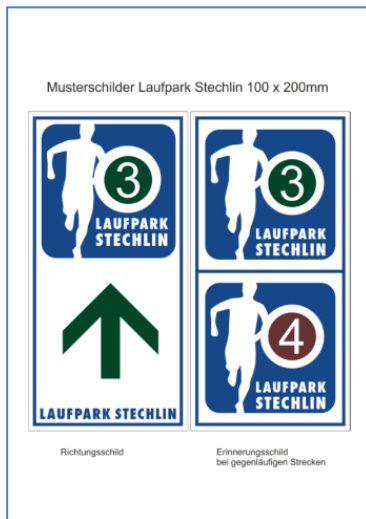 Musterschilder Laufpark Stechlin 100 x 200mm
3
LAUFPARK
STECHLIN
LAUFPARK STECHLIN
3
LAUFPARK
STECHLIN
4
LAUFPARK
STECHLIN
Richtungsschild
Erinnerungsschild
bei gegenläufigen Strecken